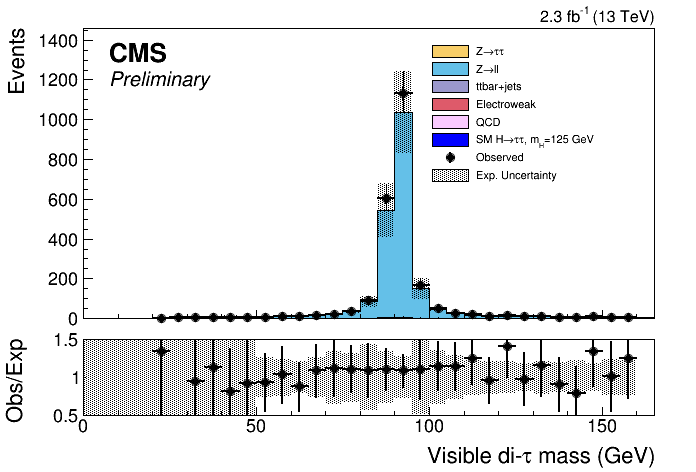 2.3 fb⁻¹ (13 TeV)
Events
1400
1200
1000
800
600
400
200
0
CMS
Preliminary
Z→ττ
Z→ll
ttbar+jets
Electroweak
QCD
SM H→ττ, m_H=125 GeV
Observed
Exp. Uncertainty
Obs/Exp
1.5
1
0.5
0 50 100 150
Visible di-τ mass (GeV)